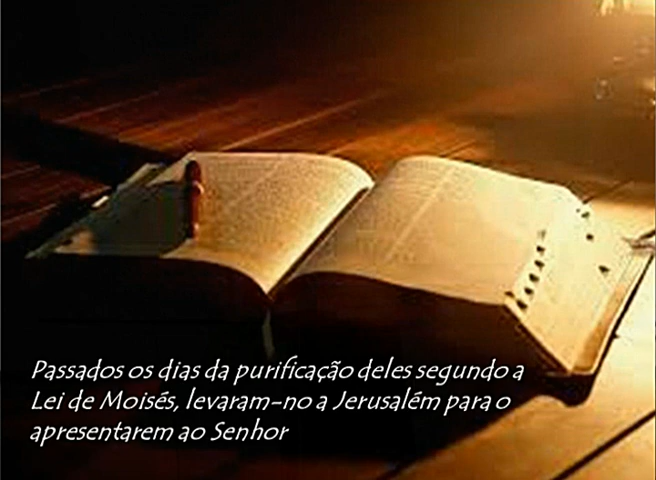 Passados os dias da purificação deles segundo a
Lei de Moisés, levaram-no a Jerusalém para o
apresentarem ao Senhor